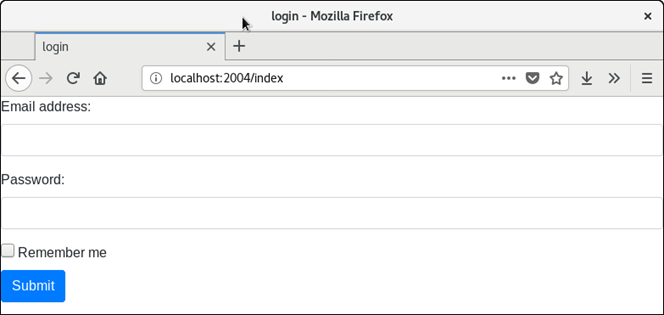 login - Mozilla Firefox
login
localhost:2004/index
Email address:
Password:
Remember me
Submit